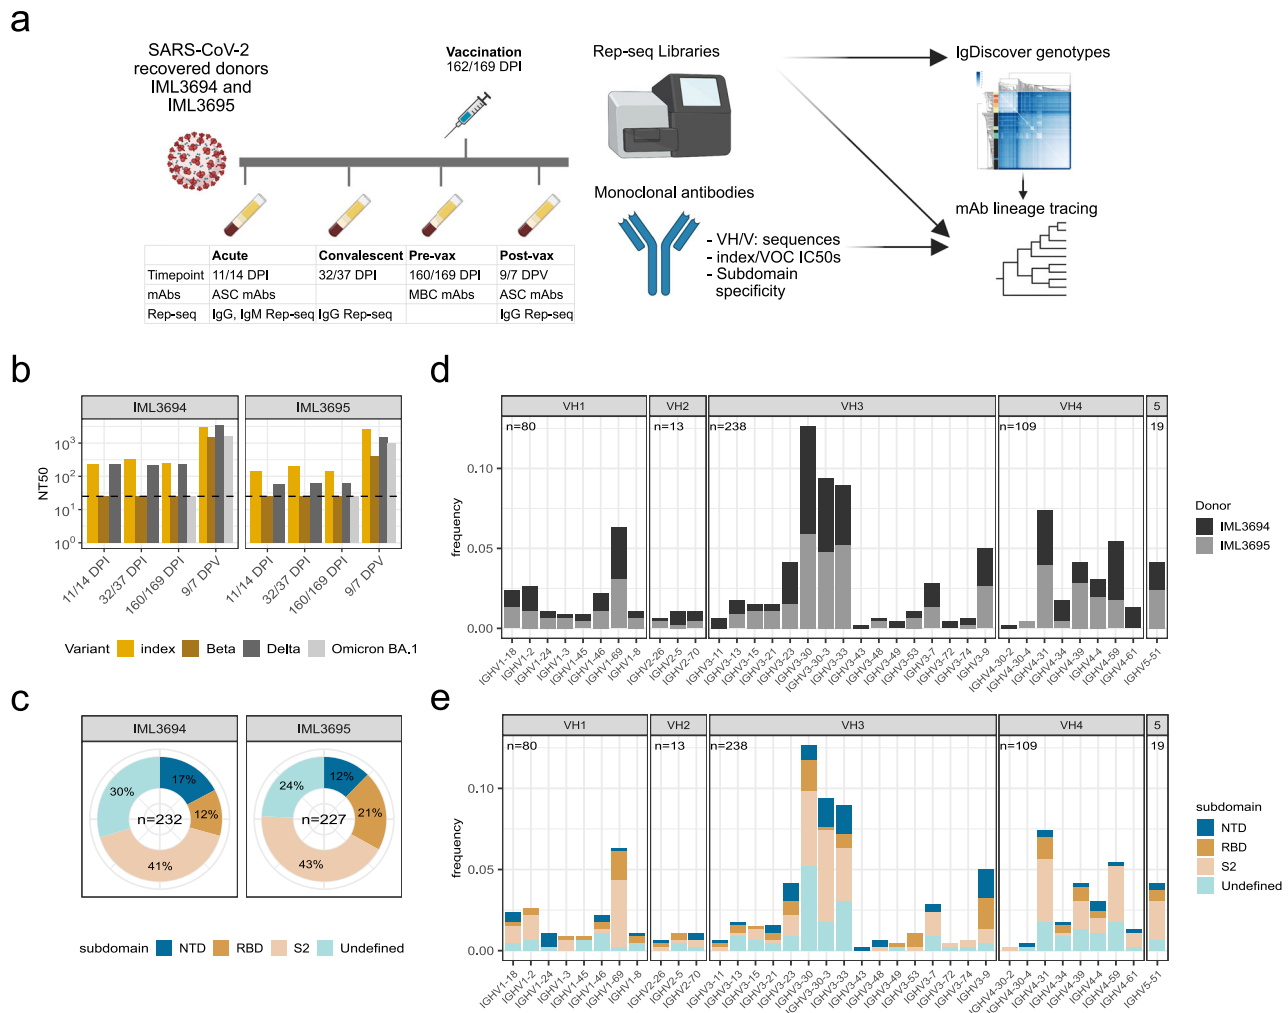 a
SARS-CoV-2
recovered donors
IML3694 and
IML3695
Vaccination
162/169 DPI
Acute Convalescent Pre-vax Post-vax
Timepoint 11/14 DPI 32/37 DPI 160/169 DPI 9/7 DPV
mAbs ASC mAbs MBC mAbs ASC mAbs
Rep-seq IgG, IgM Rep-seq IgG Rep-seq IgG Rep-seq
Rep-seq Libraries
Monoclonal antibodies
- VH/V: sequences
- index/VOC IC50s
- Subdomain
specificity
IgDiscover genotypes
mAb lineage tracing
b
IML3694 IML3695
NT50
10³
10²
10¹
10⁰
11/14 DPI 32/37 DPI 160/169 DPI 9/7 DPV 11/14 DPI 32/37 DPI 160/169 DPI 9/7 DPV
Variant index Beta Delta Omicron BA.1
c
IML3694 IML3695
17%
12%
41%
30%
n=232
12%
21%
43%
24%
n=227
subdomain NTD RBD S2 Undefined
d
VH1 VH2 VH3 VH4 5
n=80 n=13 n=238 n=109 19
frequency
0.10
0.05
0.00
IGHV1-18 IGHV1-2 IGHV1-24 IGHV1-3 IGHV1-45 IGHV1-46 IGHV1-69 IGHV1-8 IGHV2-26 IGHV2-5 IGHV2-70 IGHV3-11 IGHV3-13 IGHV3-15 IGHV3-21 IGHV3-23 IGHV3-30 IGHV3-30-3 IGHV3-33 IGHV3-43 IGHV3-48 IGHV3-49 IGHV3-53 IGHV3-7 IGHV3-72 IGHV3-74 IGHV3-9 IGHV4-30-2 IGHV4-30-4 IGHV4-31 IGHV4-34 IGHV4-39 IGHV4-4 IGHV4-59 IGHV4-61 IGHV5-51
Donor
IML3694
IML3695
e
VH1 VH2 VH3 VH4 5
n=80 n=13 n=238 n=109 19
frequency
0.10
0.05
0.00
IGHV1-18 IGHV1-2 IGHV1-24 IGHV1-3 IGHV1-45 IGHV1-46 IGHV1-69 IGHV1-8 IGHV2-26 IGHV2-5 IGHV2-70 IGHV3-11 IGHV3-13 IGHV3-15 IGHV3-21 IGHV3-23 IGHV3-30 IGHV3-30-3 IGHV3-33 IGHV3-43 IGHV3-48 IGHV3-49 IGHV3-53 IGHV3-7 IGHV3-72 IGHV3-74 IGHV3-9 IGHV4-30-2 IGHV4-30-4 IGHV4-31 IGHV4-34 IGHV4-39 IGHV4-4 IGHV4-59 IGHV4-61 IGHV5-51
subdomain
NTD
RBD
S2
Undefined